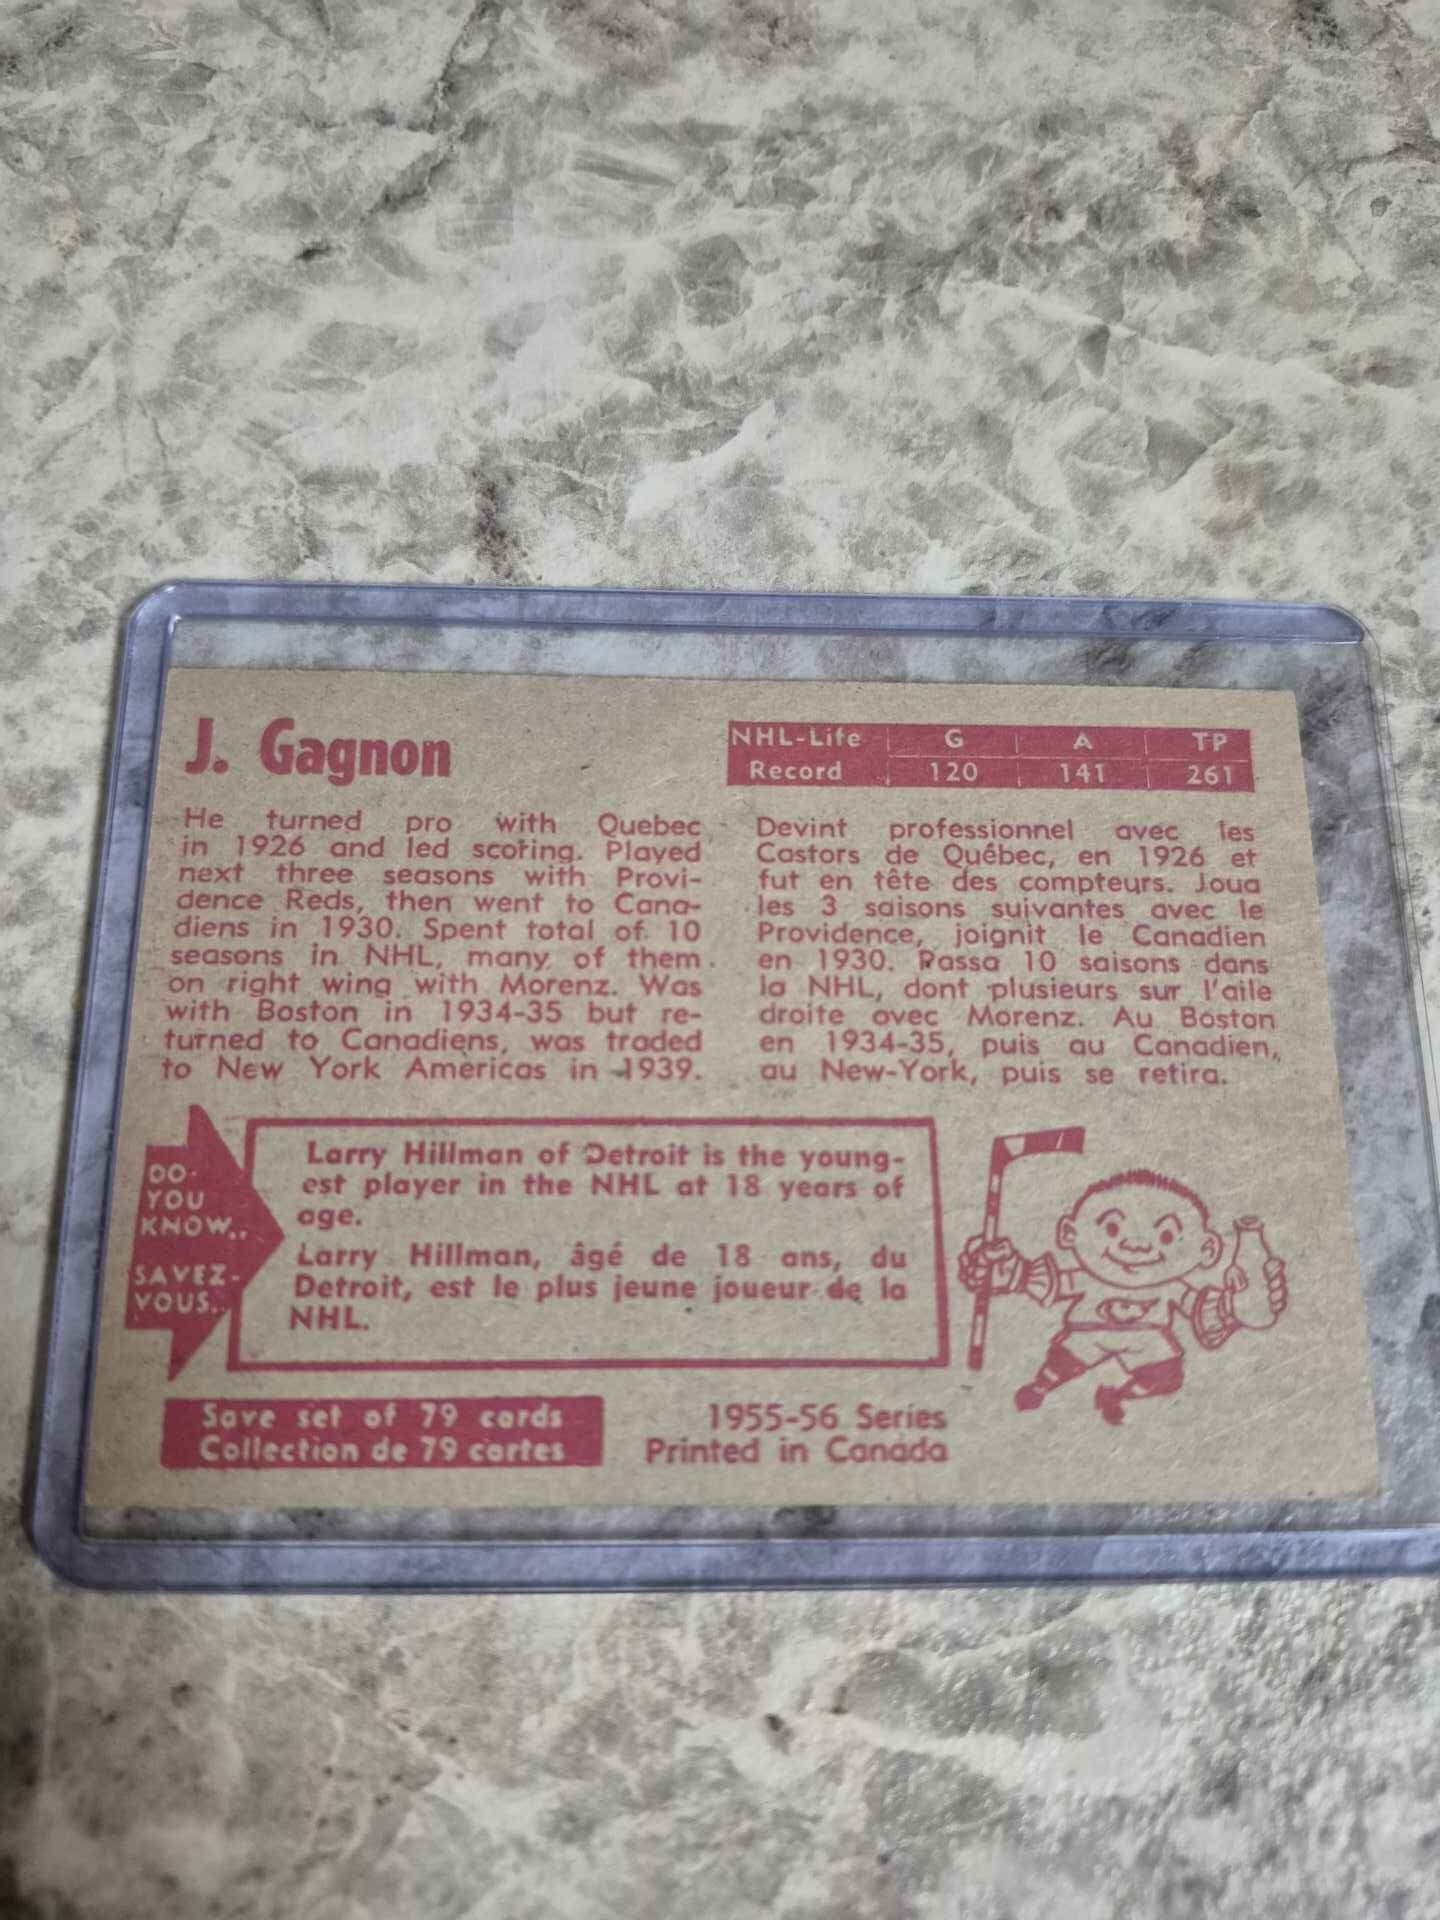 J. Gagnon
NHL-Life G A TP
Record 120 141 261
He turned pro with Quebec
in 1926 and led scoring. Played
next three seasons with Provi-
dence Reds, then went to Cana-
diens in 1930. Spent total of 10
seasons in NHL, many of them
on right wing with Morenz. Was
with Boston in 1934-35 but re-
turned to Canadiens, was traded
to New York Americas in 1939.
Devint professionnel avec les
Castors de Québec, en 1926 et
fut en tête des compteurs. Joua
les 3 saisons suivantes avec le
Providence, joignit le Canadien
en 1930. Passa 10 saisons dans
la NHL, dont plusieurs sur l'aile
droite avec Morenz. Au Boston
en 1934-35, puis au Canadien,
au New-York, puis se retira.
DO
YOU
KNOW..
SAVEZ-
VOUS..
Larry Hillman of Detroit is the young-
est player in the NHL at 18 years of
age.
Larry Hillman, âgé de 18 ans, du
Detroit, est le plus jeune joueur de la
NHL.
Save set of 79 cards
Collection de 79 cartes
1955-56 Series
Printed in Canada